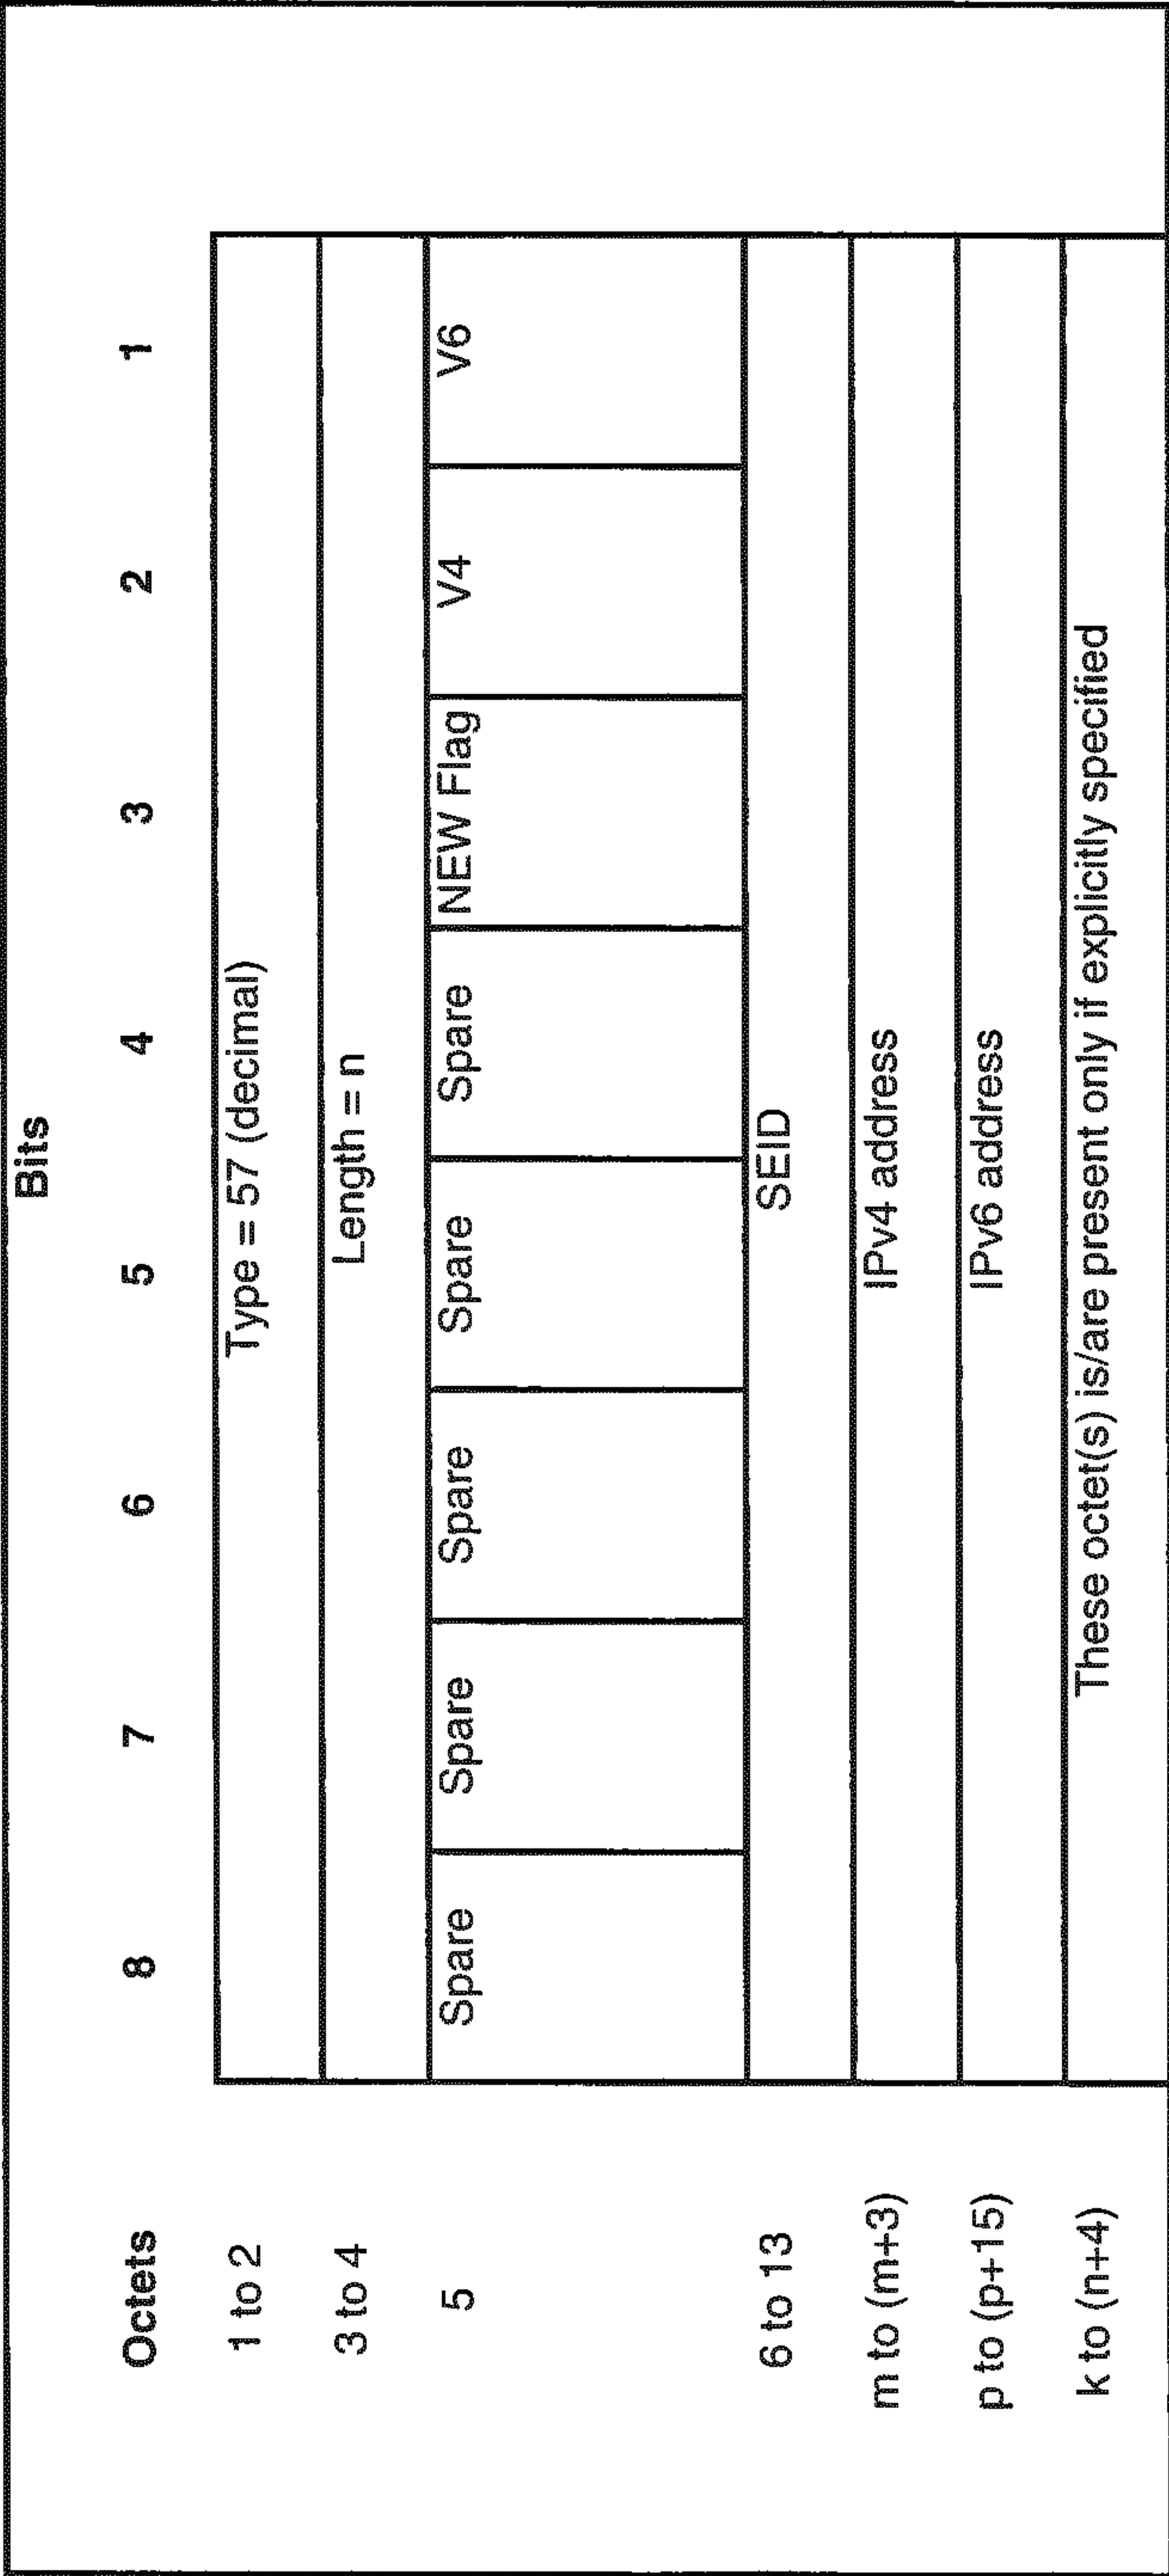 Bits
Octets 8 7 6 5 4 3 2 1
1 to 2 Type = 57 (decimal)
3 to 4 Length = n
5 Spare Spare Spare Spare Spare NEW Flag V4 V6
6 to 13 SEID
m to (m+3) IPv4 address
p to (p+15) IPv6 address
k to (n+4) These octet(s) is/are present only if explicitly specified